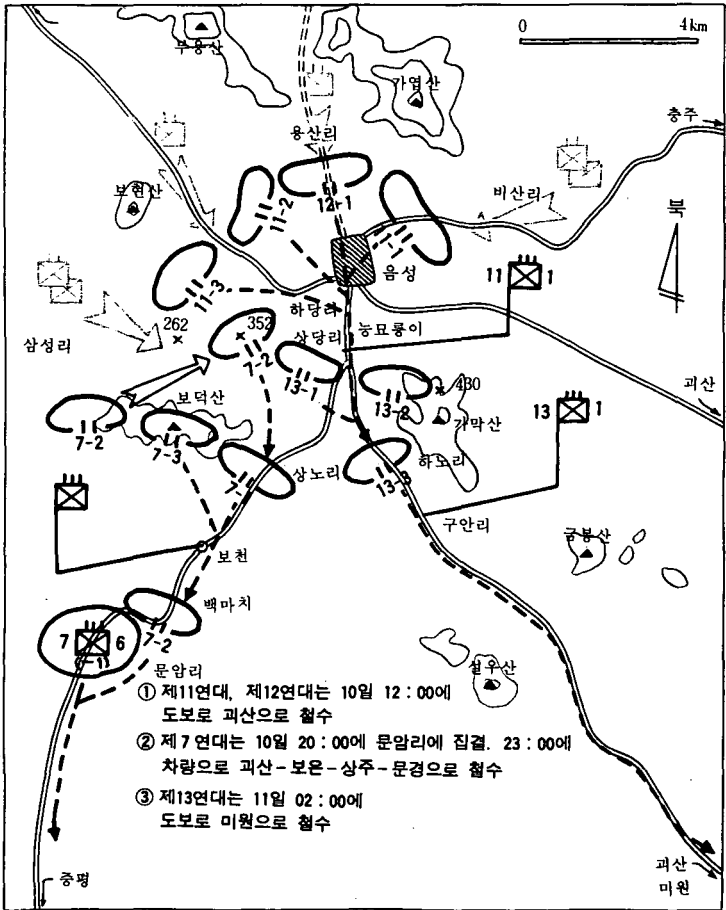 0 4km
부용산
가엽산
충주
용산리
보현산
비산리
북
12-1
11-2
1-1
음성
11-3
11 1
하당리
262
352
상당리
능묘룡이
삼성리
7-2
13-1
430
괴산
13-2
보덕산
가막산
13 1
7-2
7-3
하노리
상노리
7-1
13-3
구안리
금봉산
보천
백마치
7 6
7-2
(-1)
설우산
문암리
① 제11연대, 제12연대는 10일 12:00에
도보로 괴산으로 철수
② 제7연대는 10일 20:00에 문암리에 집결. 23:00에
차량으로 괴산-보은-상주-문경으로 철수
③ 제13연대는 11일 02:00에
도보로 미원으로 철수
증평
괴산
미원